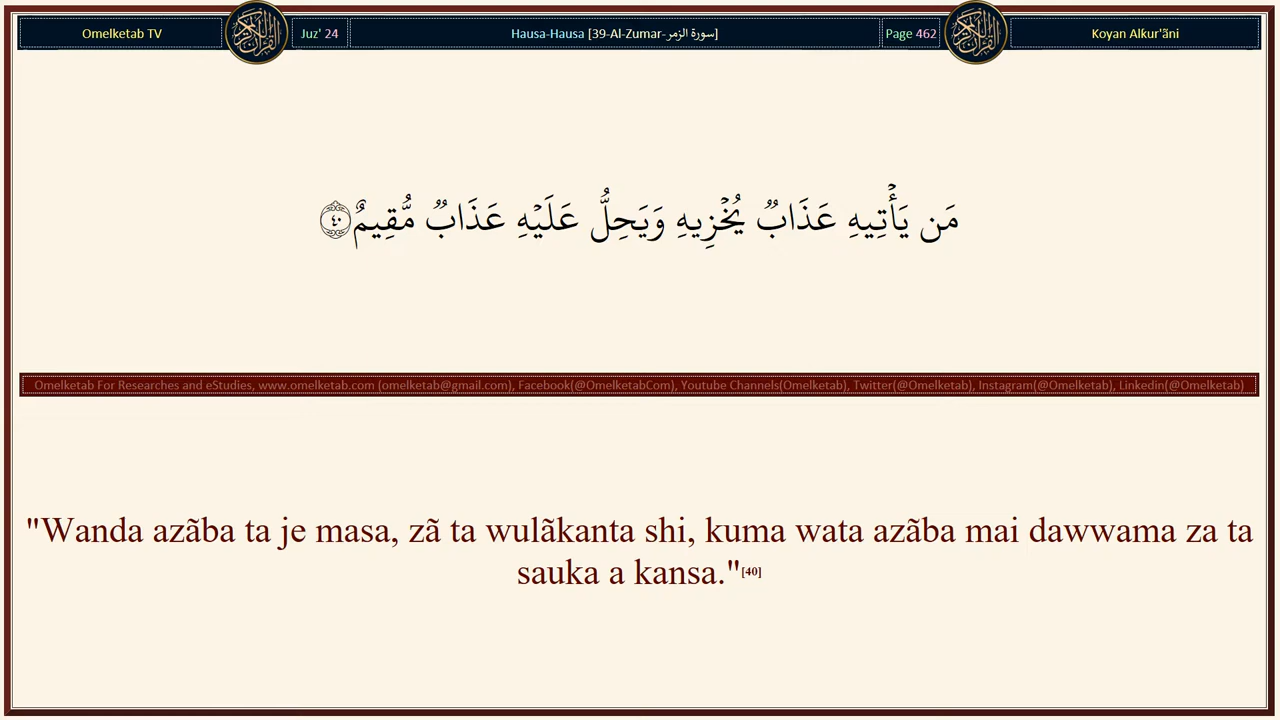 Omelketab TV
Juz' 24
Hausa-Hausa [39-Al-Zumar-سورة الزمر]
Page 462
Koyan Alƙur'ãni
مَن يَأۡتِيهِ عَذَابٞ يُخۡزِيهِ وَيَحِلُّ عَلَيۡهِ عَذَابٞ مُّقِيمٌ ٤٠
Omelketab For Researches and eStudies, www.omelketab.com (omelketab@gmail.com), Facebook(@OmelketabCom), Youtube Channels(Omelketab), Twitter(@Omelketab), Instagram(@Omelketab), Linkedin(@Omelketab)
"Wanda azãba ta je masa, zã ta wulãkanta shi, kuma wata azãba mai dawwama za ta
sauka a kansa."[40]